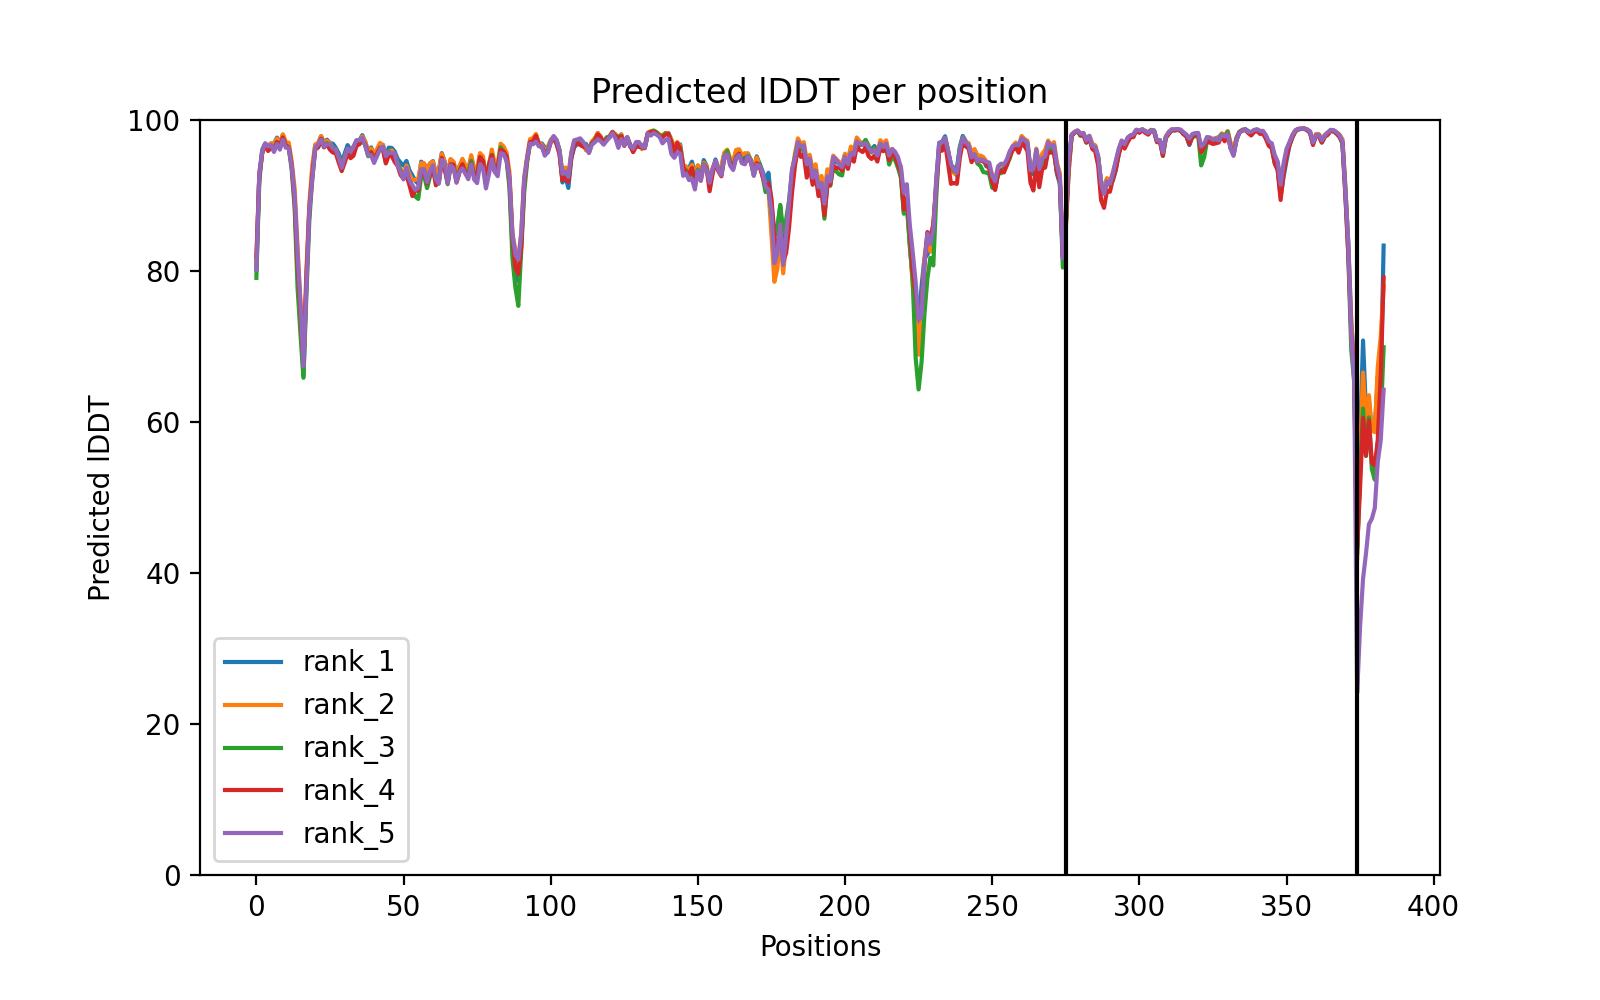 Predicted lDDT per position
100
80
60
40
20
0
Predicted lDDT
rank_1
rank_2
rank_3
rank_4
rank_5
0 50 100 150 200 250 300 350 400
Positions